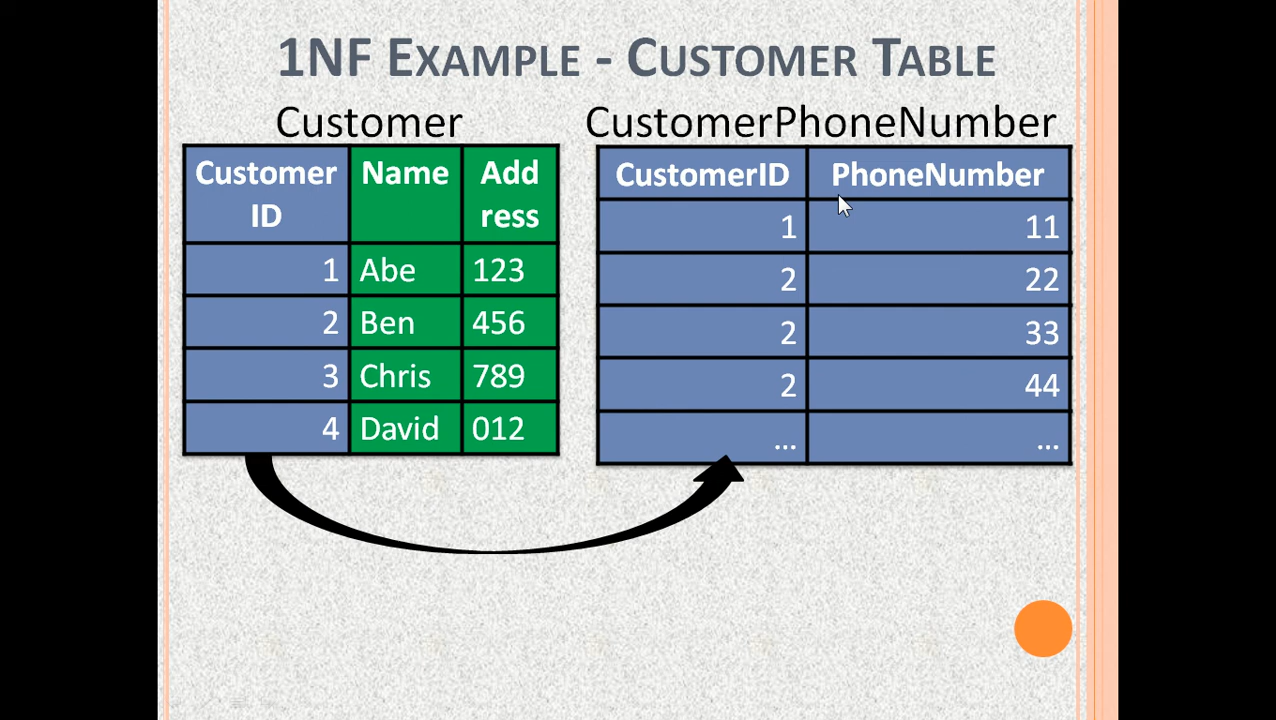 1NF EXAMPLE - CUSTOMER TABLE
Customer
Customer ID Name Add ress
1 Abe 123
2 Ben 456
3 Chris 789
4 David 012
CustomerPhoneNumber
CustomerID PhoneNumber
1 11
2 22
2 33
2 44
... ...